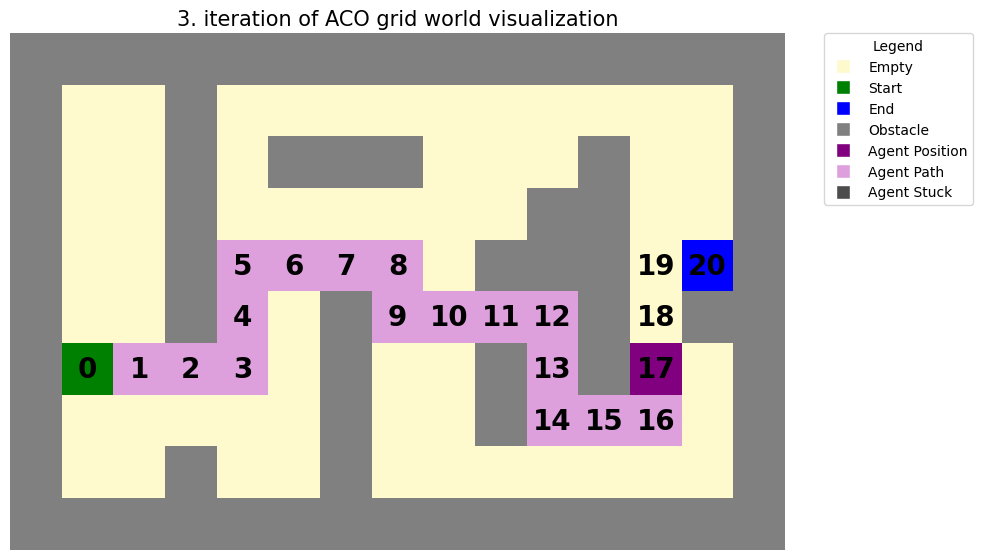 3. iteration of ACO grid world visualization
Legend
Empty
Start
End
Obstacle
Agent Position
Agent Path
Agent Stuck
5 6 7 8 19 20
4 9 10 11 12 18
0 1 2 3 13 17
14 15 16